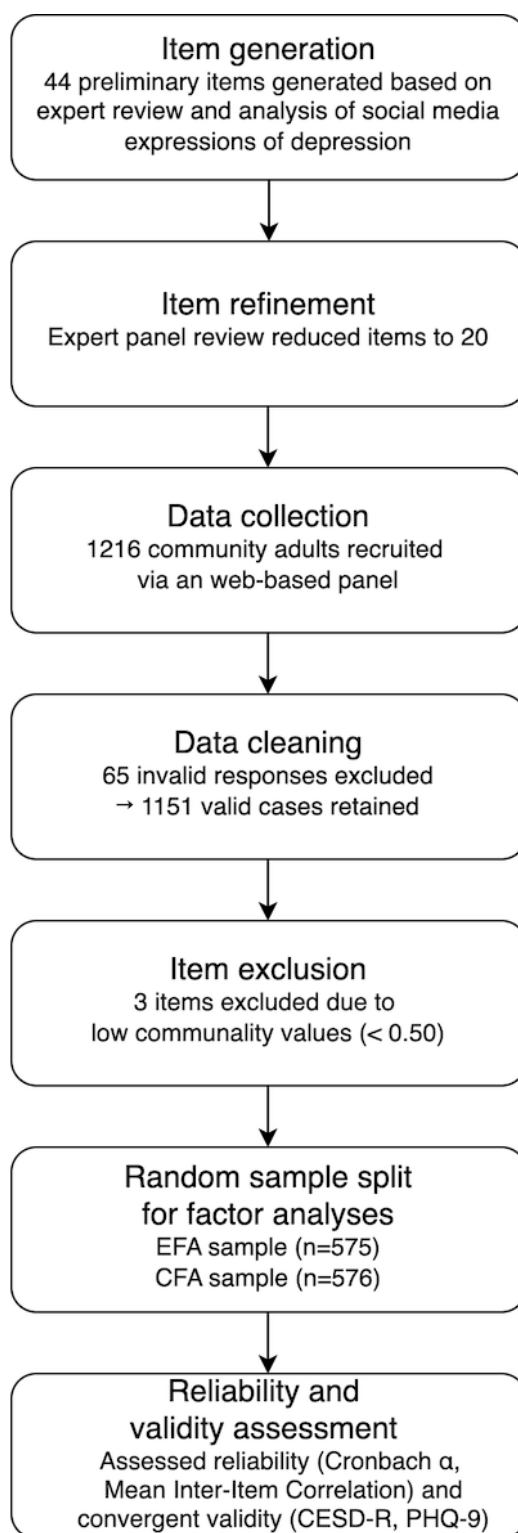 Item generation
44 preliminary items generated based on
expert review and analysis of social media
expressions of depression
Item refinement
Expert panel review reduced items to 20
Data collection
1216 community adults recruited
via an web-based panel
Data cleaning
65 invalid responses excluded
→ 1151 valid cases retained
Item exclusion
3 items excluded due to
low communality values (< 0.50)
Random sample split
for factor analyses
EFA sample (n=575)
CFA sample (n=576)
Reliability and
validity assessment
Assessed reliability (Cronbach α,
Mean Inter-Item Correlation) and
convergent validity (CESD-R, PHQ-9)